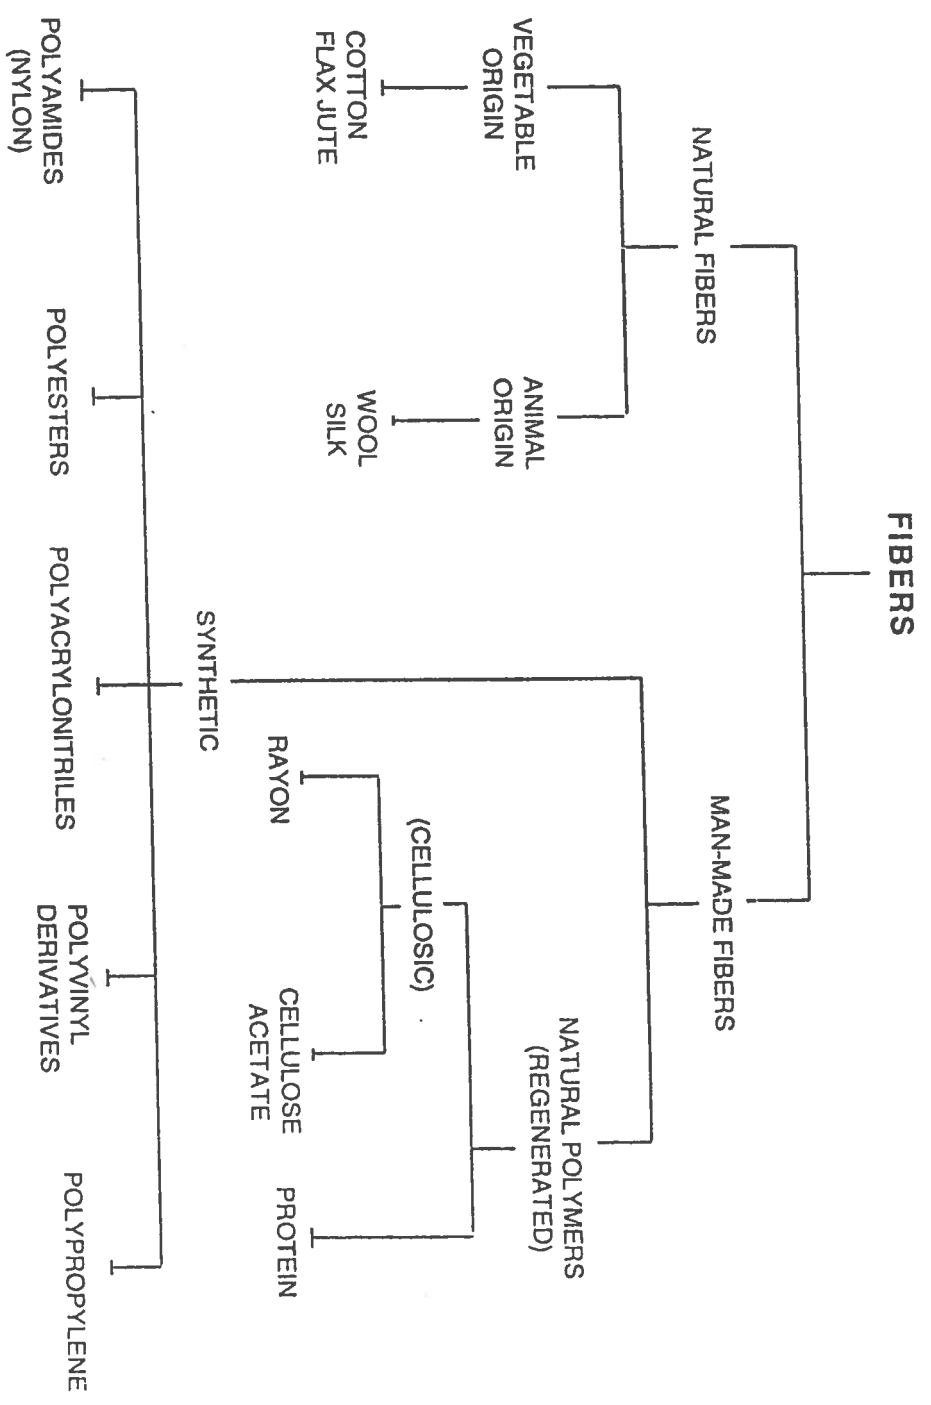 FIBERS
NATURAL FIBERS
MAN-MADE FIBERS
VEGETABLE
ORIGIN
ANIMAL
ORIGIN
NATURAL POLYMERS
(REGENERATED)
COTTON
FLAX JUTE
WOOL
SILK
(CELLULOSIC)
RAYON
CELLULOSE
ACETATE
PROTEIN
SYNTHETIC
POLYAMIDES
(NYLON)
POLYESTERS
POLYACRYLONITRILES
POLYVINYL
DERIVATIVES
POLYPROPYLENE